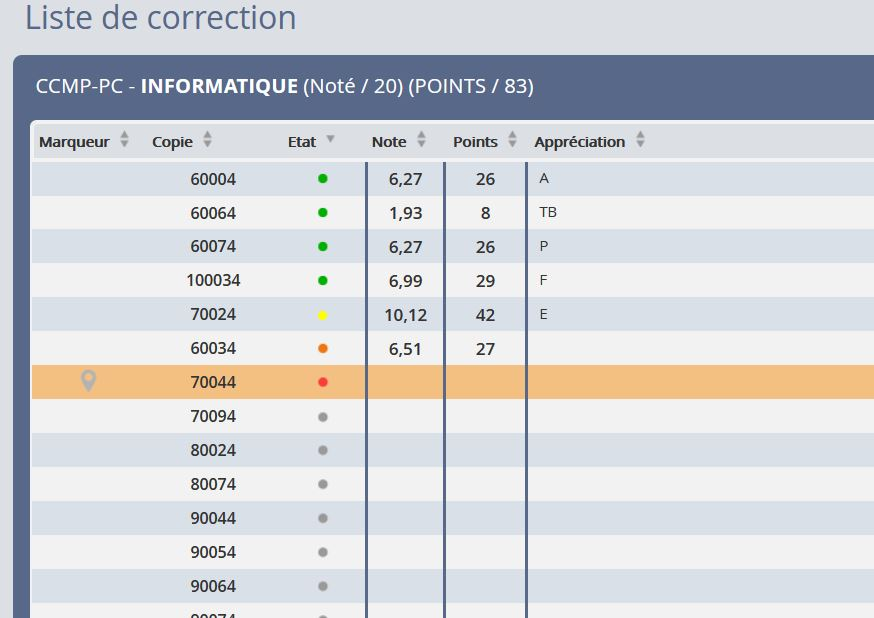 Liste de correction
CCMP-PC - INFORMATIQUE (Noté / 20) (POINTS / 83)
Marqueur Copie Etat Note Points Appréciation
60004 6,27 26 A
60064 1,93 8 TB
60074 6,27 26 P
100034 6,99 29 F
70024 10,12 42 E
60034 6,51 27
70044
70094
80024
80074
90044
90054
90064